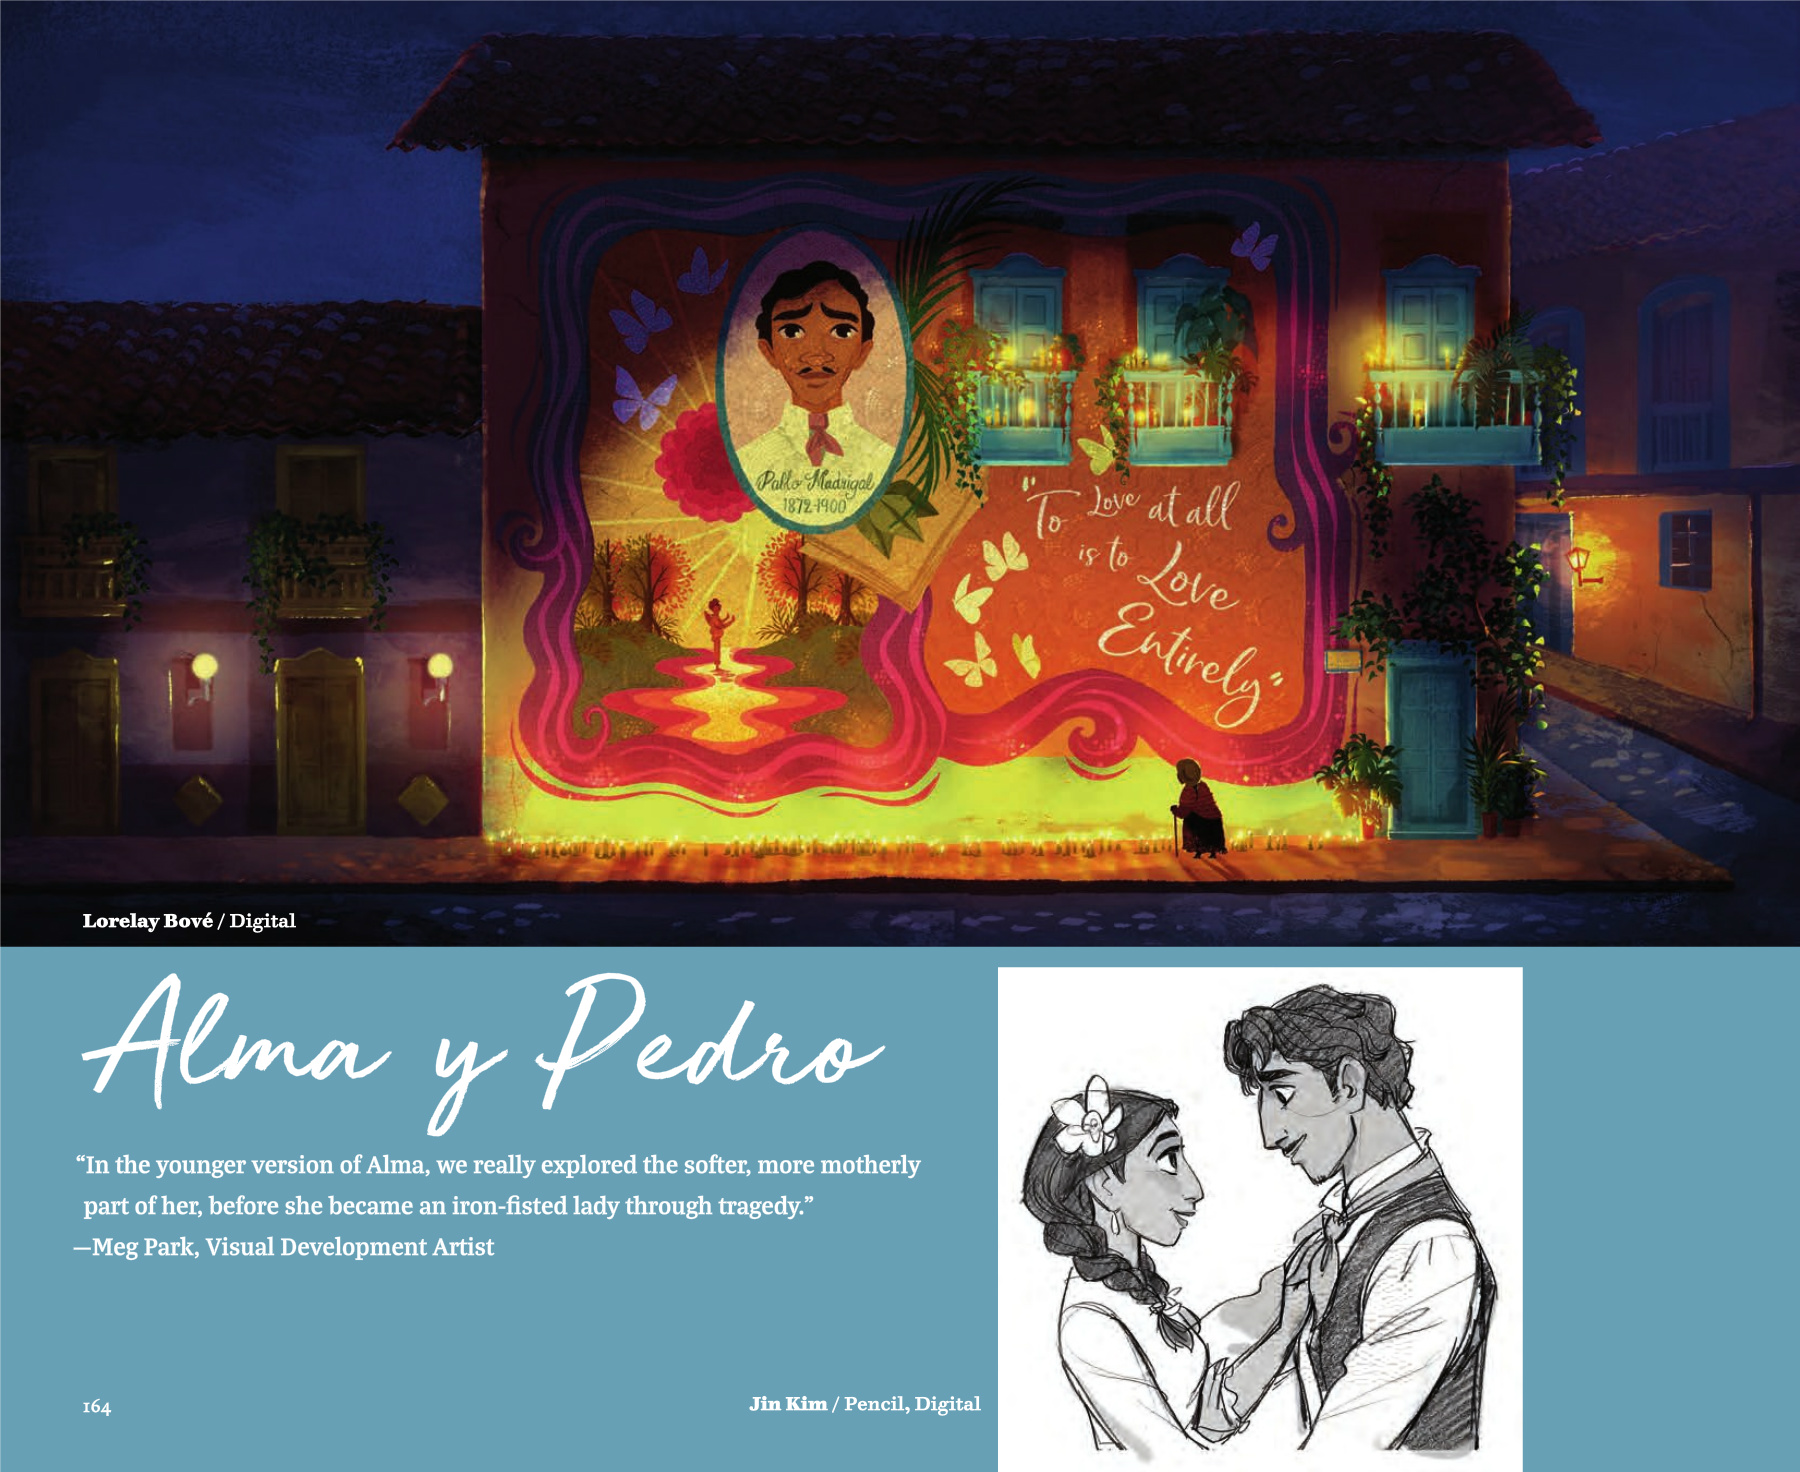 Pablo Madrigal
1872-1900
"To Love at all
is to Love
Entirely"
Lorelay Bové / Digital
Alma y Pedro
“In the younger version of Alma, we really explored the softer, more motherly
part of her, before she became an iron-fisted lady through tragedy.”
—Meg Park, Visual Development Artist
164
Jin Kim / Pencil, Digital